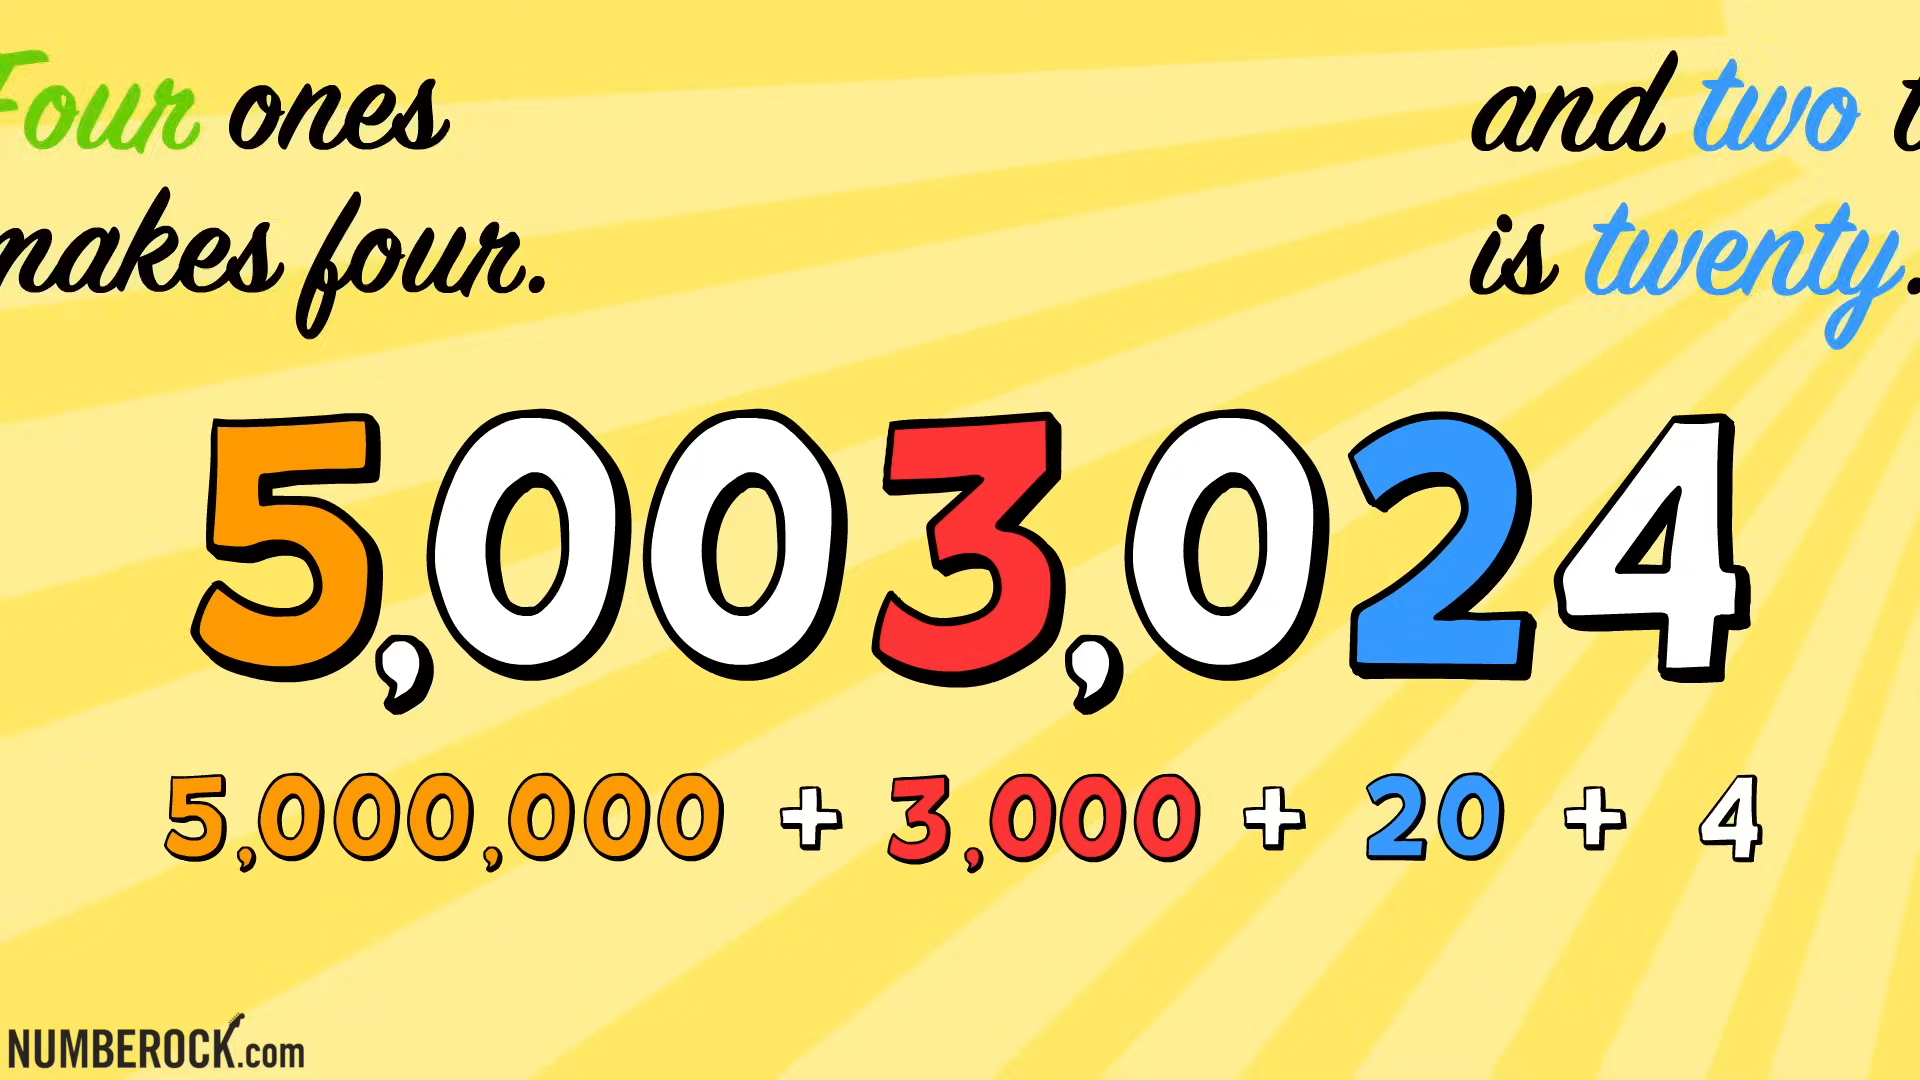 Four ones
makes four.
and two
is twenty.
5,003,024
5,000,000 + 3,000 + 20 + 4
NUMBEROCK.com